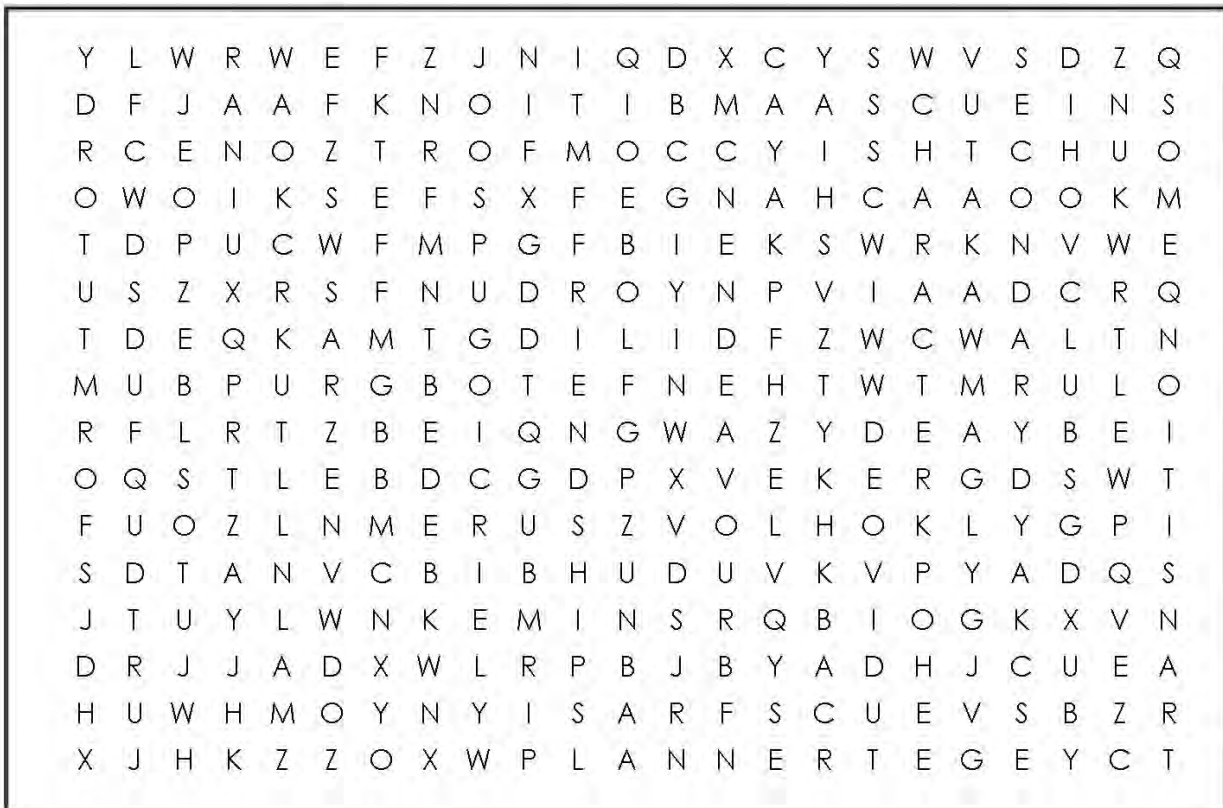 Y L W R W E F Z J N I Q D X C Y S W V S D Z Q
D F J A A F K N O I T I B M A A S C U E I N S
R C E N O Z T R O F M O C C Y I S H T C H U O
O W O I K S E F S X F E G N A H C A A O O K M
T D P U C W F M P G F B I E K S W R K N V W E
U S Z X R S F N U D R O Y N P V I A A D C R Q
T D E Q K A M T G D I L I D F Z W C W A L T N
M U B P U R G B O T E F N E H T W T M R U L O
R F L R T Z B E I Q N G W A Z Y D E A Y B E I
O Q S T L E B D C G D P X V E K E R G D S W T
F U O Z L N M E R U S Z V O L H O K L Y G P I
S D T A N V C B I B H U D U V K V P Y A D Q S
J T U Y L W N K E M I N S R Q B I O G K X V N
D R J J A D X W L R P B J B Y A D H J C U E A
H U W H M O Y N Y I S A R F S C U E V S B Z R
X J H K Z Z O X W P L A N N E R T E G E Y C T